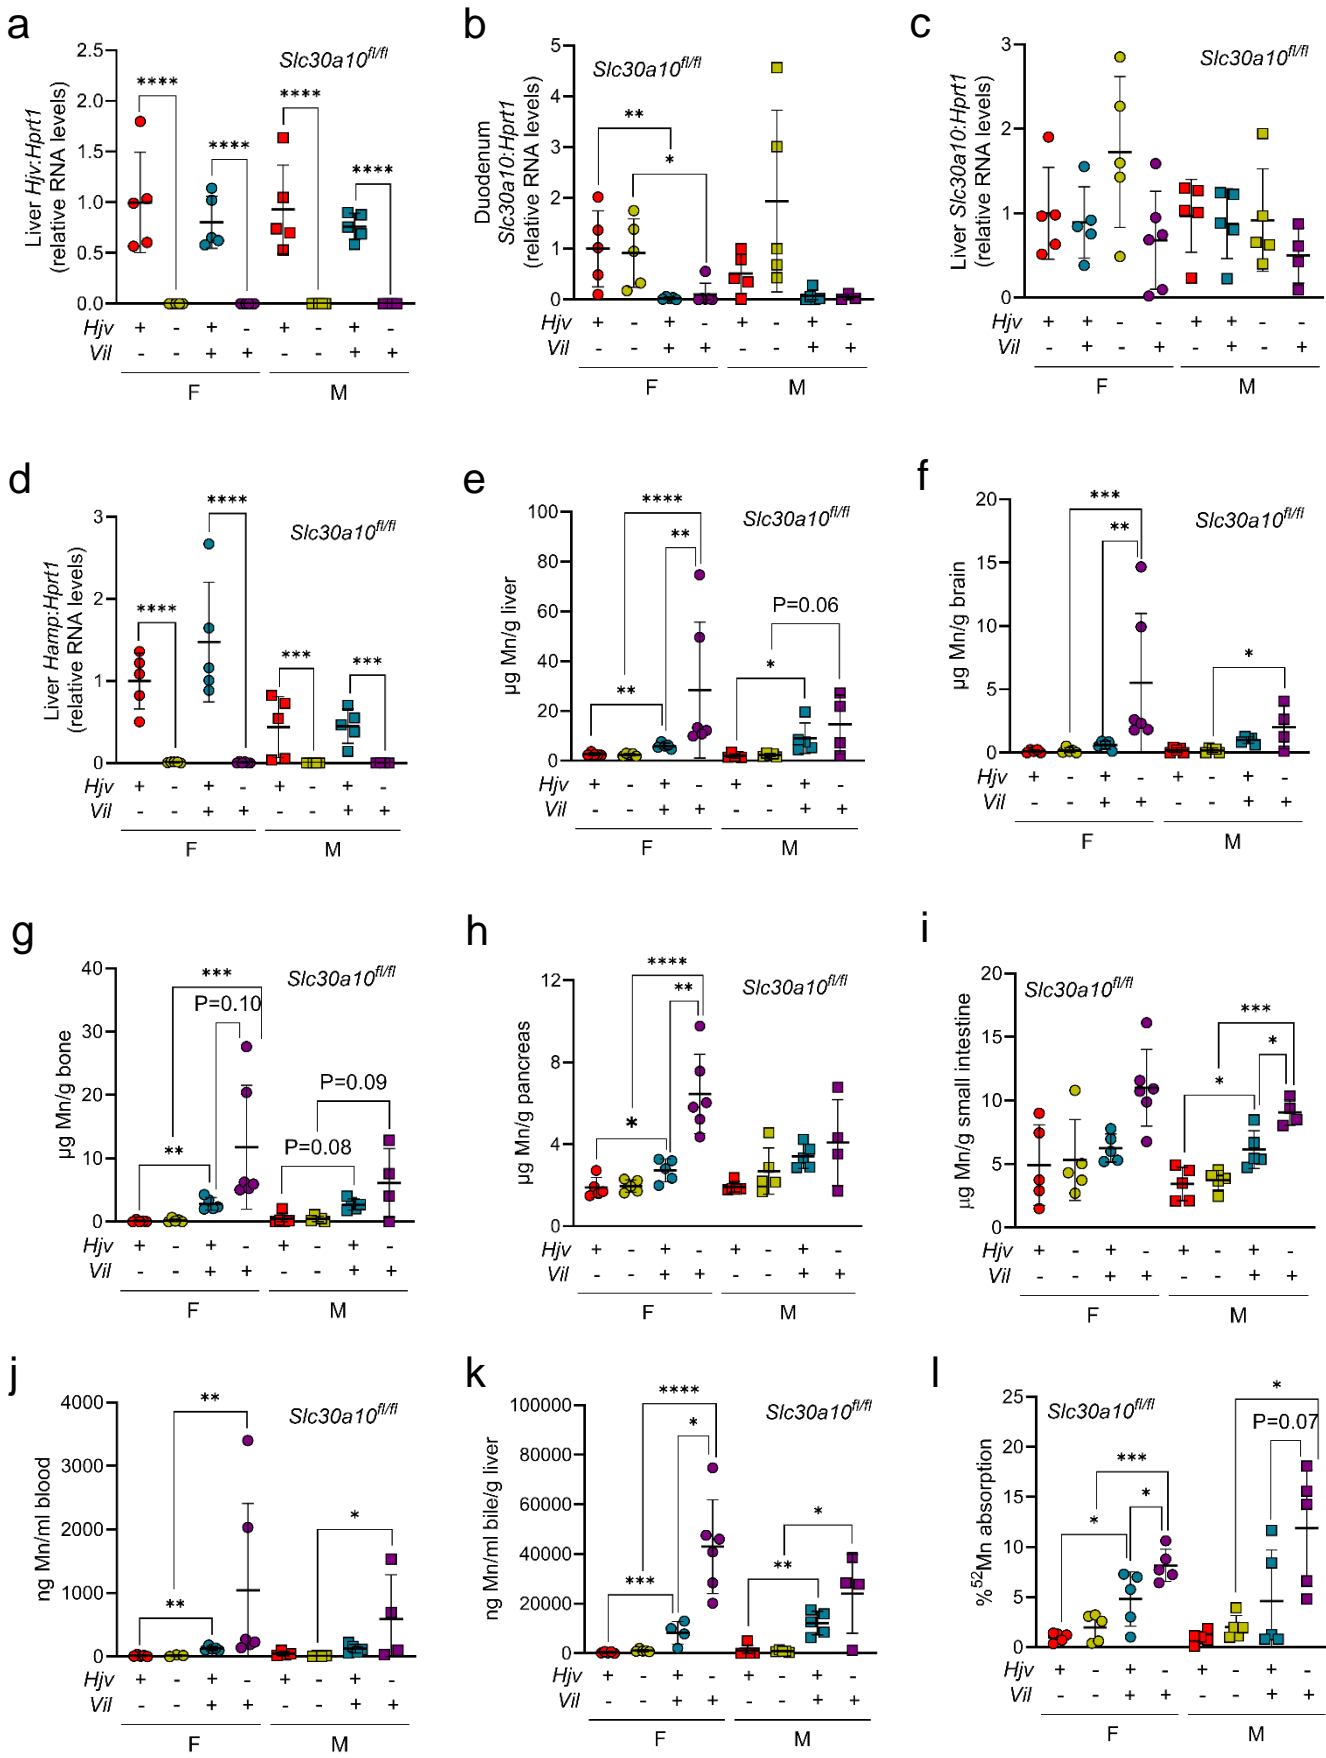 a
Liver Hjv:Hprt1
(relative RNA levels)
2.5
2.0
1.5
1.0
0.5
0.0
Slc30a10fl/fl
**** **** **** ****
Hjv + - + - + - + -
Vil - - + + - - + +
F M
b
Duodenum
Slc30a10:Hprt1
(relative RNA levels)
5
4
3
2
1
0
Slc30a10fl/fl
**
*
Hjv + - + - + - + -
Vil - - + + - - + +
F M
c
Liver Slc30a10:Hprt1
(relative RNA levels)
3
2
1
0
Slc30a10fl/fl
Hjv + + - - + + - -
Vil - + - + - + - +
F M
d
Liver Hamp:Hprt1
(relative RNA levels)
3
2
1
0
Slc30a10fl/fl
****
****
*** ***
Hjv + - + - + - + -
Vil - - + + - - + +
F M
e
µg Mn/g liver
100
80
60
40
20
0
Slc30a10fl/fl
****
**
P=0.06
*
**
Hjv + - + - + - + -
Vil - - + + - - + +
F M
f
µg Mn/g brain
20
15
10
5
0
Slc30a10fl/fl
***
**
*
Hjv + - + - + - + -
Vil - - + + - - + +
F M
g
µg Mn/g bone
40
30
20
10
0
Slc30a10fl/fl
***
P=0.10
P=0.09
P=0.08
**
Hjv + - + - + - + -
Vil - - + + - - + +
F M
h
µg Mn/g pancreas
12
8
4
0
Slc30a10fl/fl
****
**
*
Hjv + - + - + - + -
Vil - - + + - - + +
F M
i
µg Mn/g small intestine
20
15
10
5
0
Slc30a10fl/fl
***
*
*
Hjv + - + - + - + -
Vil - - + + - - + +
F M
j
ng Mn/ml blood
4000
3000
2000
1000
0
Slc30a10fl/fl
**
*
**
Hjv + - + - + - + -
Vil - - + + - - + +
F M
k
ng Mn/ml bile/g liver
100000
80000
60000
40000
20000
0
Slc30a10fl/fl
****
*
*
**
***
Hjv + - + - + - + -
Vil - - + + - - + +
F M
l
%52Mn absorption
25
20
15
10
5
0
Slc30a10fl/fl
*
P=0.07
***
*
*
Hjv + - + - + - + -
Vil - - + + - - + +
F M